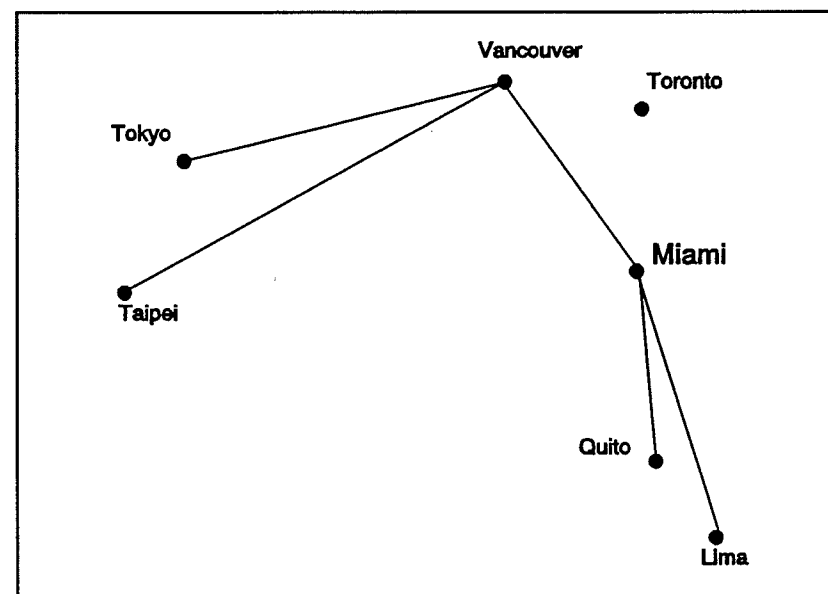 Vancouver
Toronto
Tokyo
Miami
Taipei
Quito
Lima